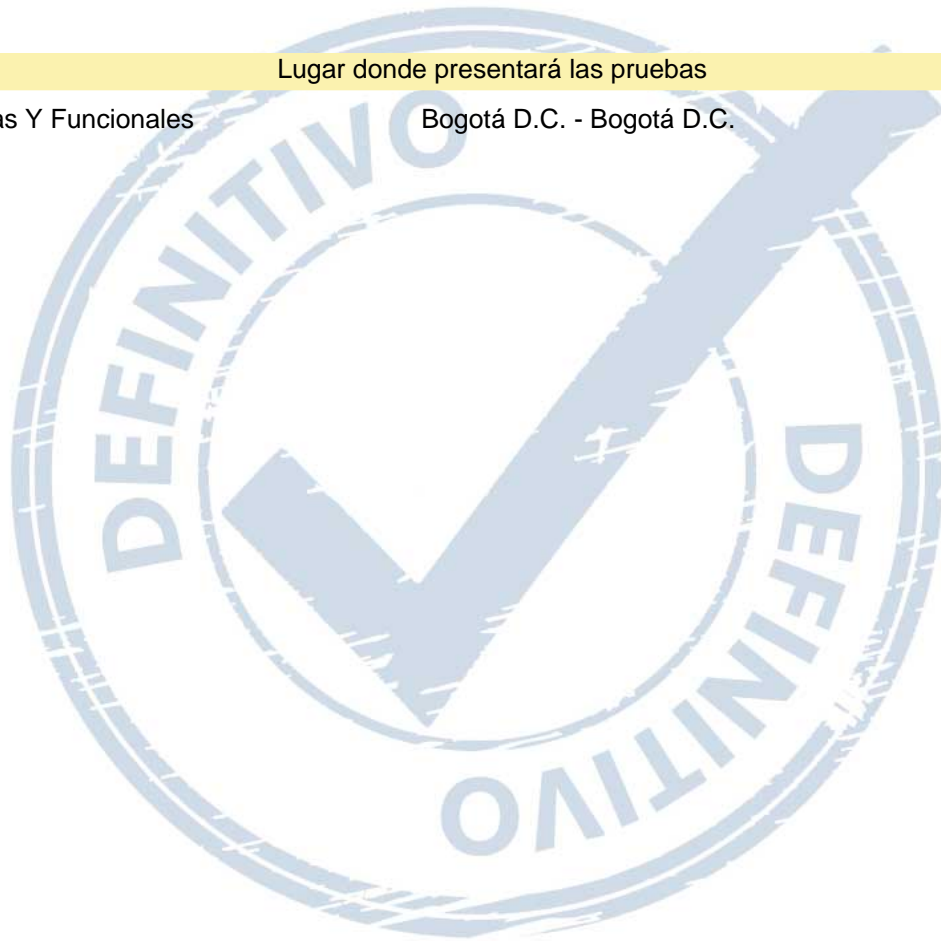 Lugar donde presentará las pruebas
as Y Funcionales Bogotá D.C. - Bogotá D.C.
DEFINITIVO
DEFINITIVO